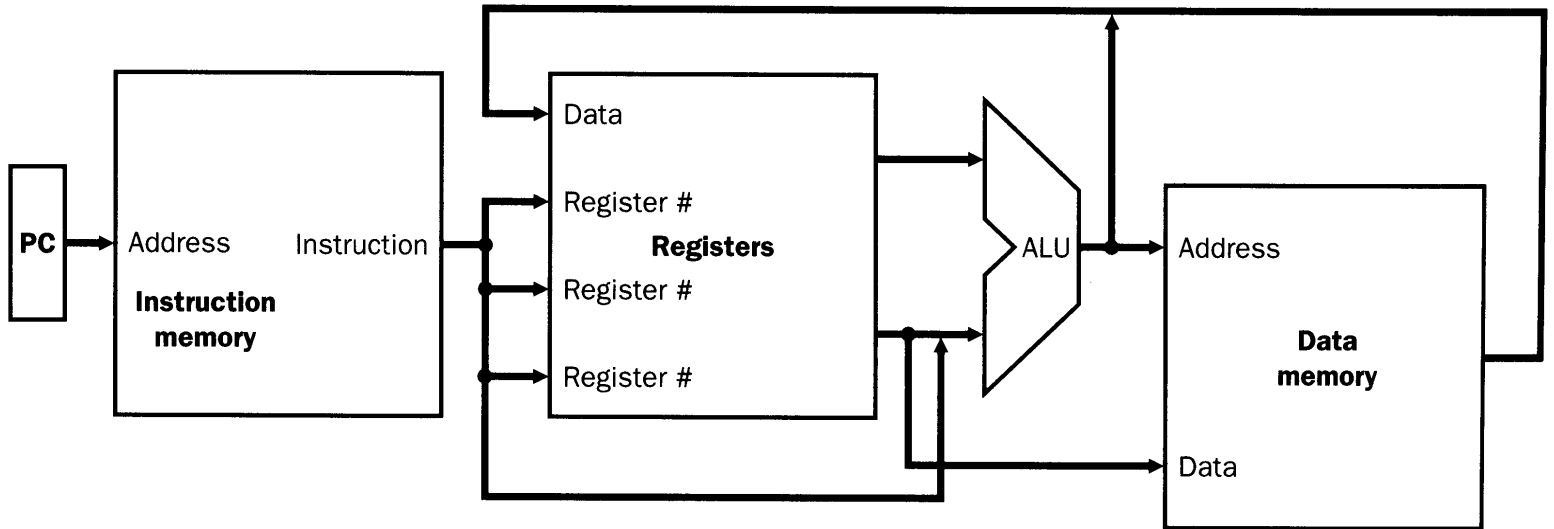 PC
Address
Instruction
Instruction
memory
Data
Register #
Registers
Register #
Register #
ALU
Address
Data
memory
Data